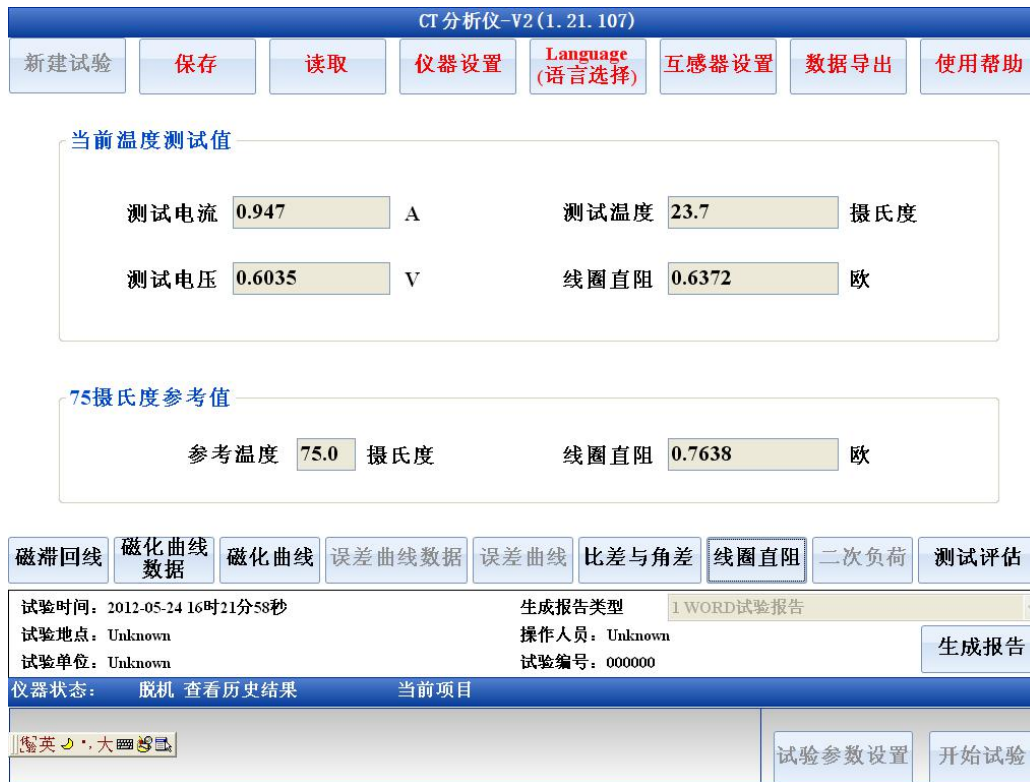 CT分析仪-V2(1.21.107)
新建试验 保存 读取 仪器设置 Language (语言选择) 互感器设置 数据导出 使用帮助
当前温度测试值
测试电流 0.947 A 测试温度 23.7 摄氏度
测试电压 0.6035 V 线圈直阻 0.6372 欧
75摄氏度参考值
参考温度 75.0 摄氏度 线圈直阻 0.7638 欧
磁滞回线 磁化曲线数据 磁化曲线 误差曲线数据 误差曲线 比差与角差 线圈直阻 二次负荷 测试评估
试验时间：2012-05-24 16时21分58秒 生成报告类型 1 WORD试验报告
试验地点：Unknown 操作人员：Unknown
生成报告
试验单位：Unknown 试验编号：000000
仪器状态： 脱机 查看历史结果 当前项目
英 大
试验参数设置 开始试验